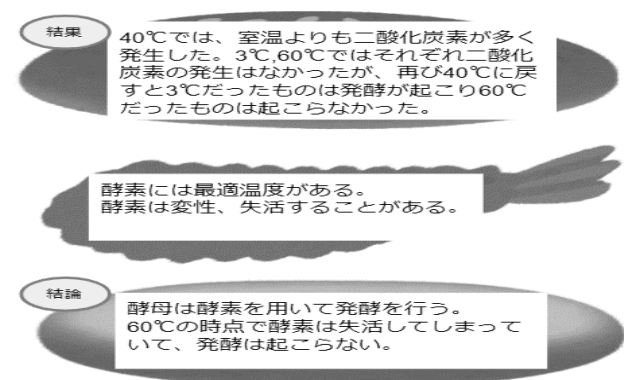 結果
40℃では、室温よりも二酸化炭素が多く
発生した。3℃,60℃ではそれぞれ二酸化
炭素の発生はなかったが、再び40℃に戻
すと3℃だったものは発酵が起こり60℃
だったものは起こらなかった。
酵素には最適温度がある。
酵素は変性、失活することがある。
結論
酵母は酵素を用いて発酵を行う。
60℃の時点で酵素は失活してしまって
いて、発酵は起こらない。